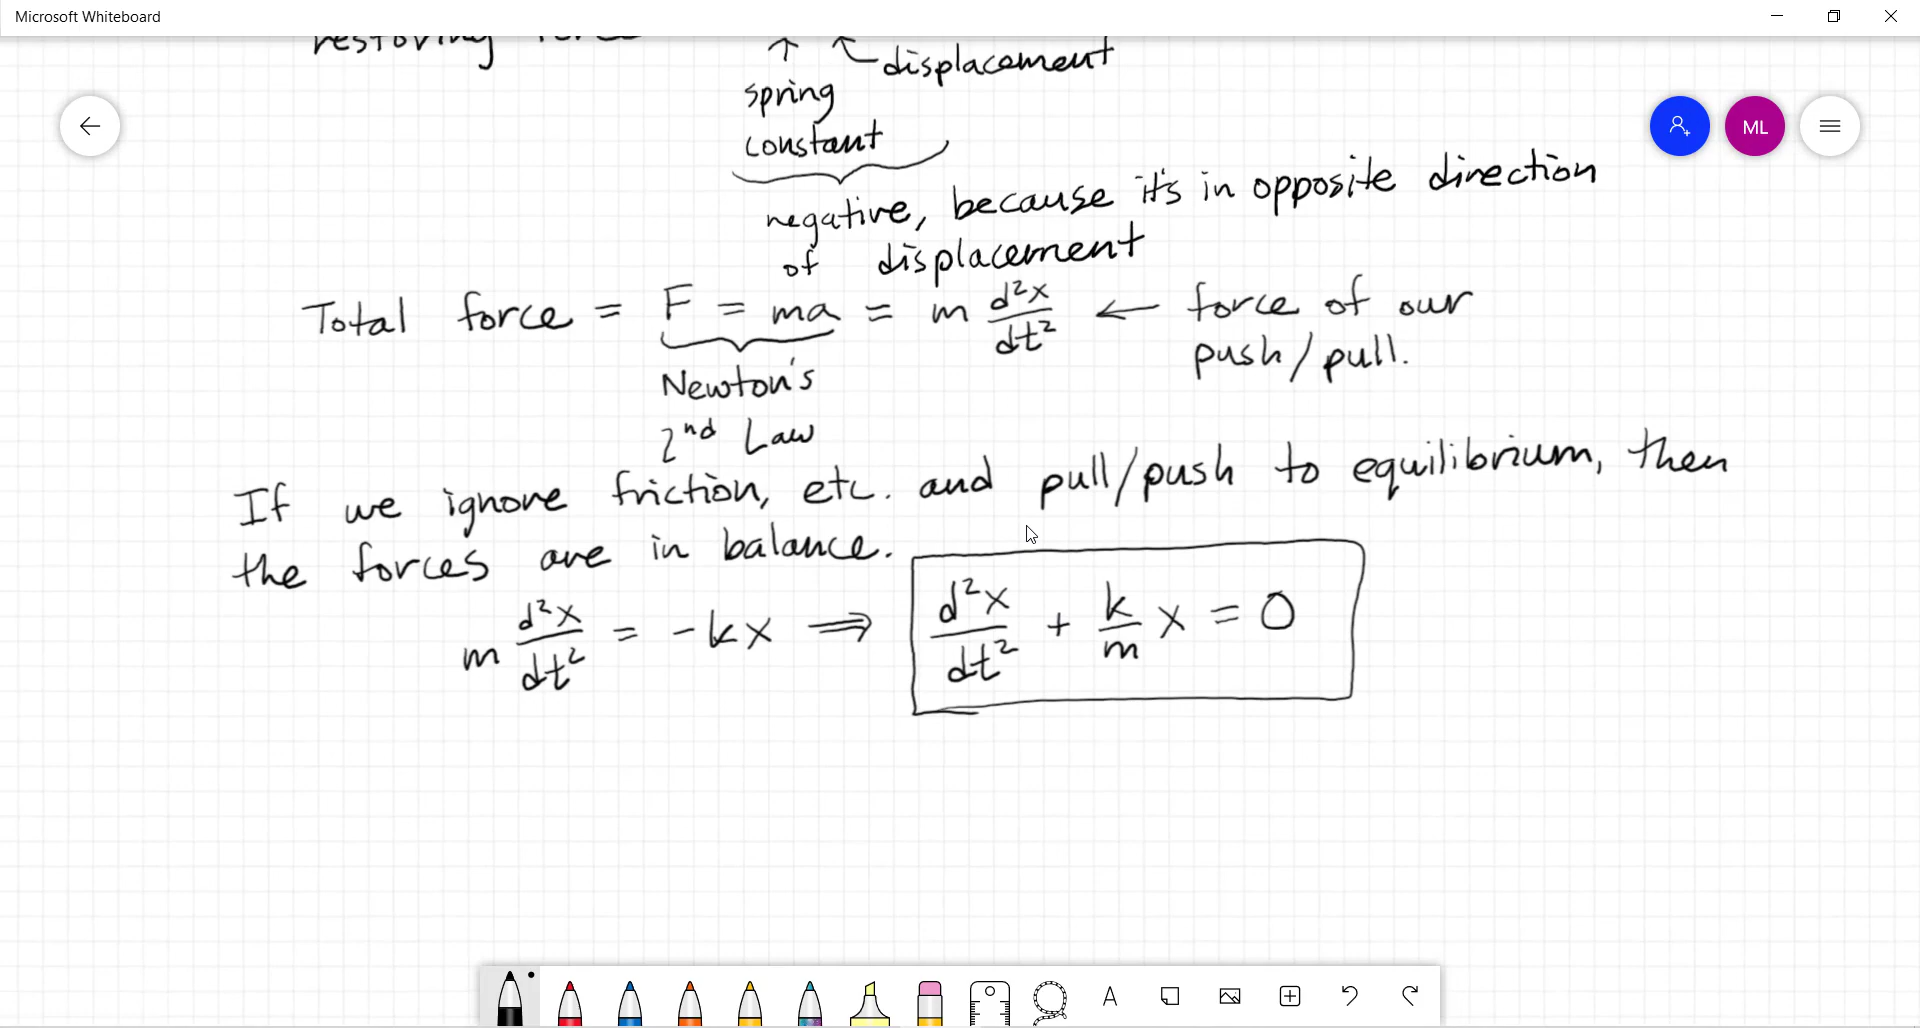 Microsoft Whiteboard
restoring force
↑ ↖ displacement
spring
constant
ML
negative, because it's in opposite direction
of displacement
Total force = F = ma = m d²x/dt² ← force of our
push/pull.
Newton's
2nd Law
If we ignore friction, etc. and pull/push to equilibrium, then
the forces are in balance.
m d²x/dt² = -kx ⟹ d²x/dt² + k/m x = 0
A